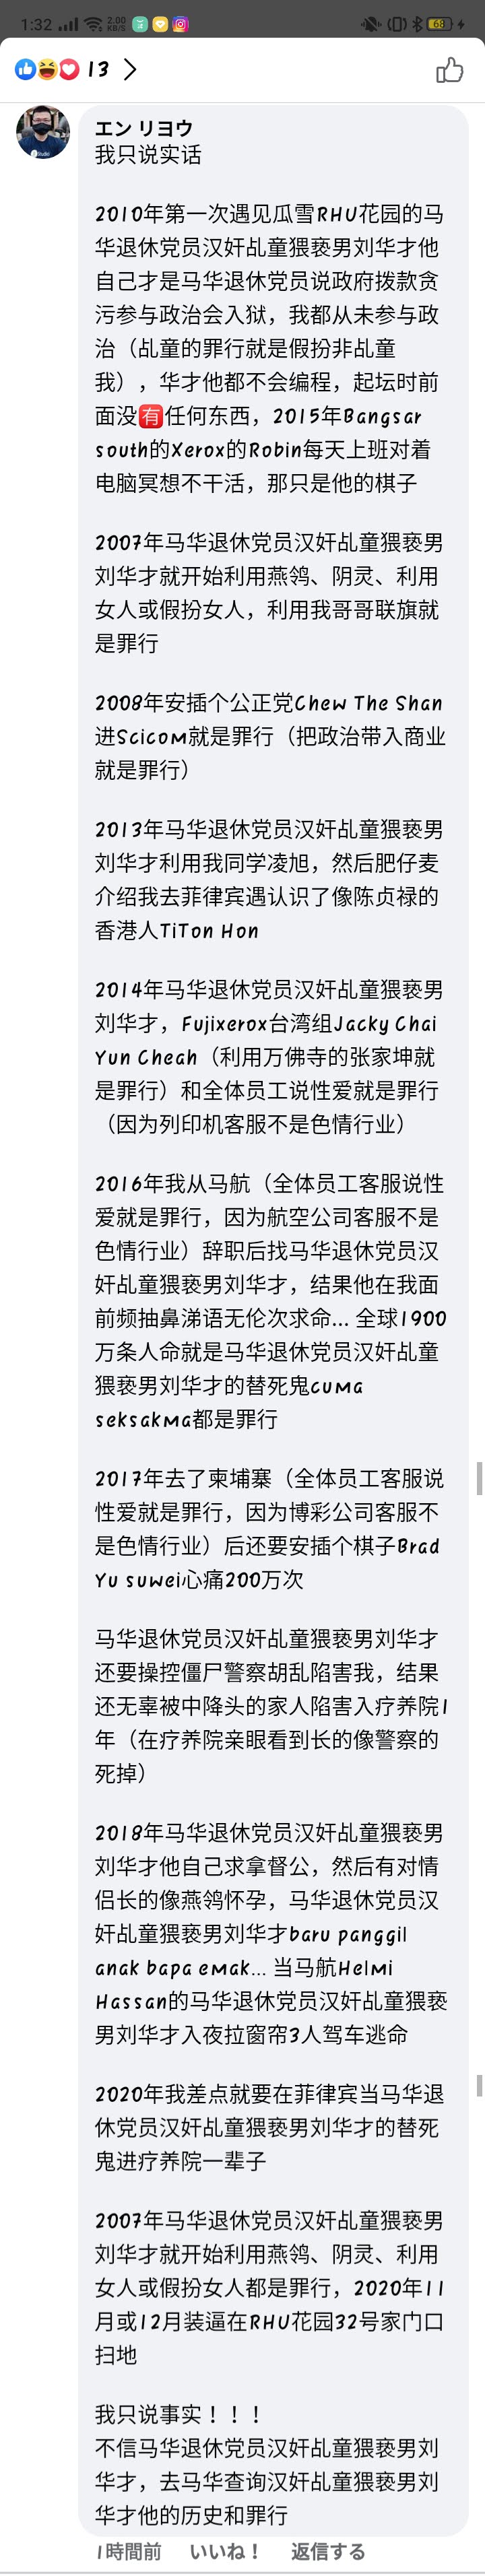 1:32
2.00
KB/S
68
13
エン リヨウ
我只说实话
2010年第一次遇见瓜雪RHU花园的马
华退休党员汉奸乩童猥亵男刘华才他
自己才是马华退休党员说政府拨款贪
污参与政治会入狱，我都从未参与政
治（乩童的罪行就是假扮非乩童
我），华才他都不会编程，起坛时前
面没🈶任何东西，2015年Bangsar
south的Xerox的Robin每天上班对着
电脑冥想不干活，那只是他的棋子
2007年马华退休党员汉奸乩童猥亵男
刘华才就开始利用燕鸰、阴灵、利用
女人或假扮女人，利用我哥哥联旗就
是罪行
2008年安插个公正党Chew The Shan
进Scicom就是罪行（把政治带入商业
就是罪行）
2013年马华退休党员汉奸乩童猥亵男
刘华才利用我同学凌旭，然后肥仔麦
介绍我去菲律宾遇认识了像陈贞禄的
香港人TiTon Hon
2014年马华退休党员汉奸乩童猥亵男
刘华才，Fujixerox台湾组Jacky Chai
Yun Cheah（利用万佛寺的张家坤就
是罪行）和全体员工说性爱就是罪行
（因为列印机客服不是色情行业）
2016年我从马航（全体员工客服说性
爱就是罪行，因为航空公司客服不是
色情行业）辞职后找马华退休党员汉
奸乩童猥亵男刘华才，结果他在我面
前频抽鼻涕语无伦次求命... 全球1900
万条人命就是马华退休党员汉奸乩童
猥亵男刘华才的替死鬼cuma
seksakma都是罪行
2017年去了柬埔寨（全体员工客服说
性爱就是罪行，因为博彩公司客服不
是色情行业）后还要安插个棋子Brad
Yu suwei心痛200万次
马华退休党员汉奸乩童猥亵男刘华才
还要操控僵尸警察胡乱陷害我，结果
还无辜被中降头的家人陷害入疗养院1
年（在疗养院亲眼看到长的像警察的
死掉）
2018年马华退休党员汉奸乩童猥亵男
刘华才他自己求拿督公，然后有对情
侣长的像燕鸰怀孕，马华退休党员汉
奸乩童猥亵男刘华才baru panggil
anak bapa emak... 当马航Helmi
Hassan的马华退休党员汉奸乩童猥亵
男刘华才入夜拉窗帘3人驾车逃命
2020年我差点就要在菲律宾当马华退
休党员汉奸乩童猥亵男刘华才的替死
鬼进疗养院一辈子
2007年马华退休党员汉奸乩童猥亵男
刘华才就开始利用燕鸰、阴灵、利用
女人或假扮女人都是罪行，2020年11
月或12月装逼在RHU花园32号家门口
扫地
我只说事实！！！
不信马华退休党员汉奸乩童猥亵男刘
华才，去马华查询汉奸乩童猥亵男刘
华才他的历史和罪行
1時間前 いいね！ 返信する